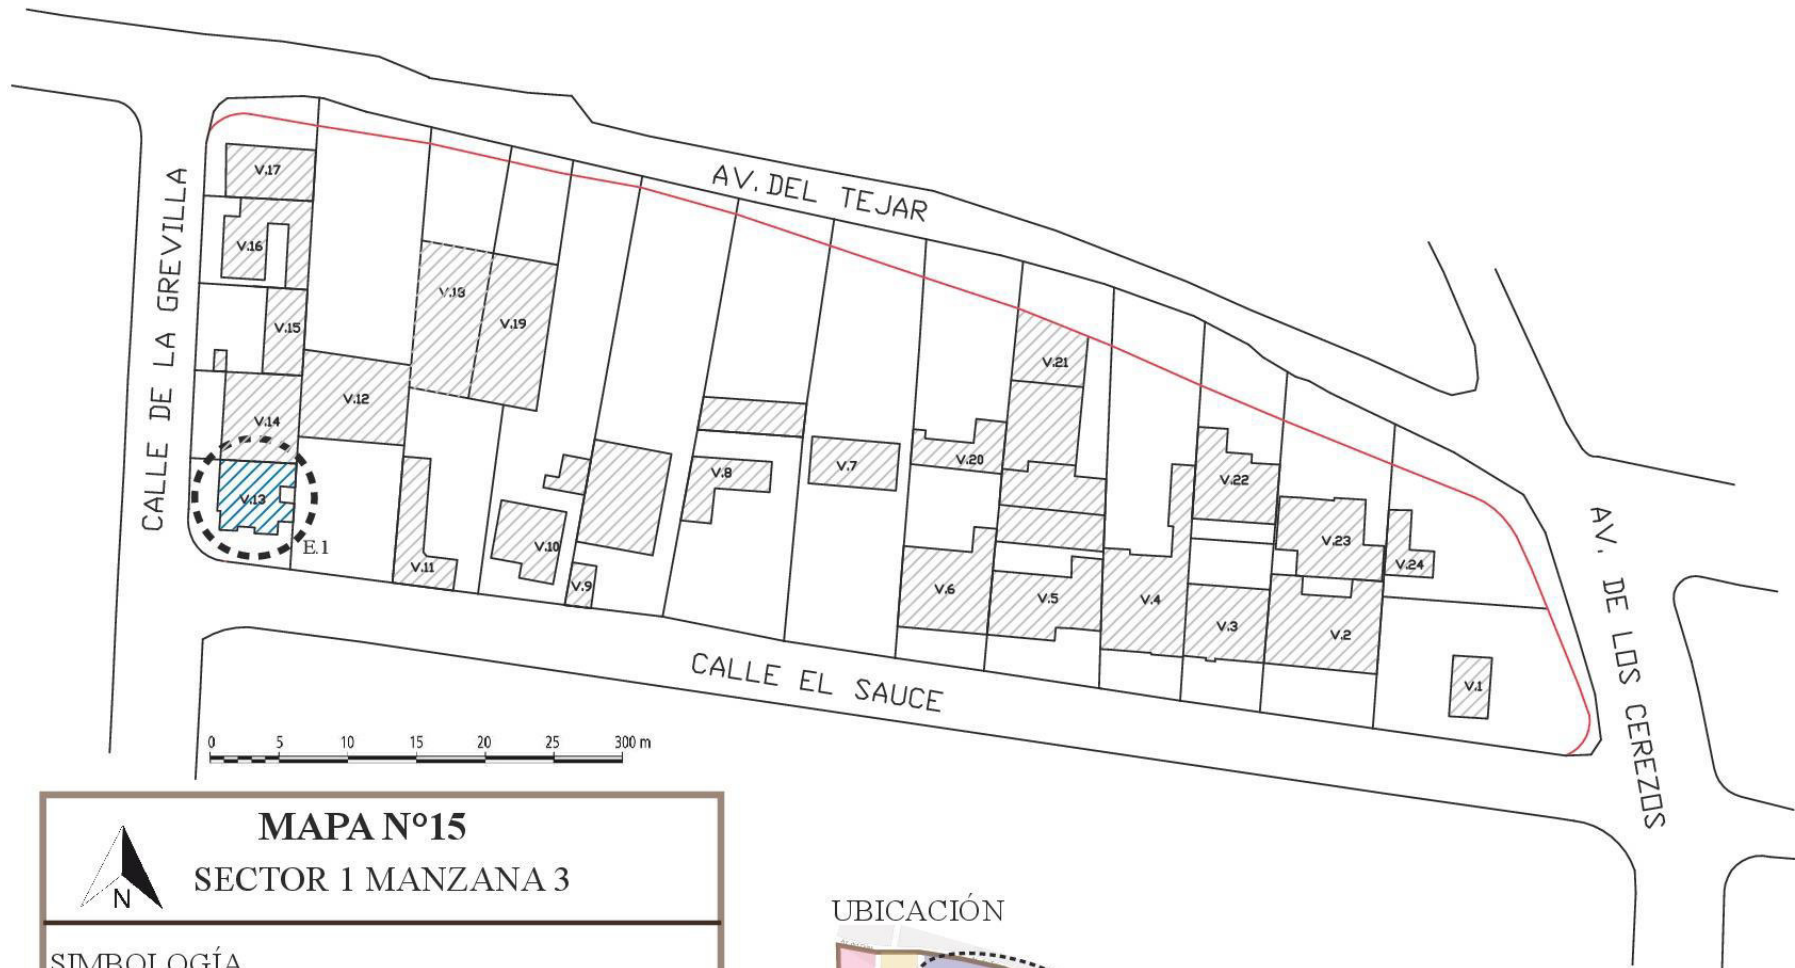 AV. DEL TEJAR
V.17
CALLE DE LA GREVILLA
V.16
V.13
V.19
V.15
V.21
V.12
V.14
V.20
V.7
V.8
V.22
V.13
E.1
V.10
V.23
V.24
AV. DE LOS CEREZOS
V.11
V.9
V.6
V.5
V.4
V.3
V.2
V.1
CALLE EL SAUCE
0 5 10 15 20 25 300 m
MAPA N°15
SECTOR 1 MANZANA 3
N
UBICACIÓN
SIMBOLOGÍA